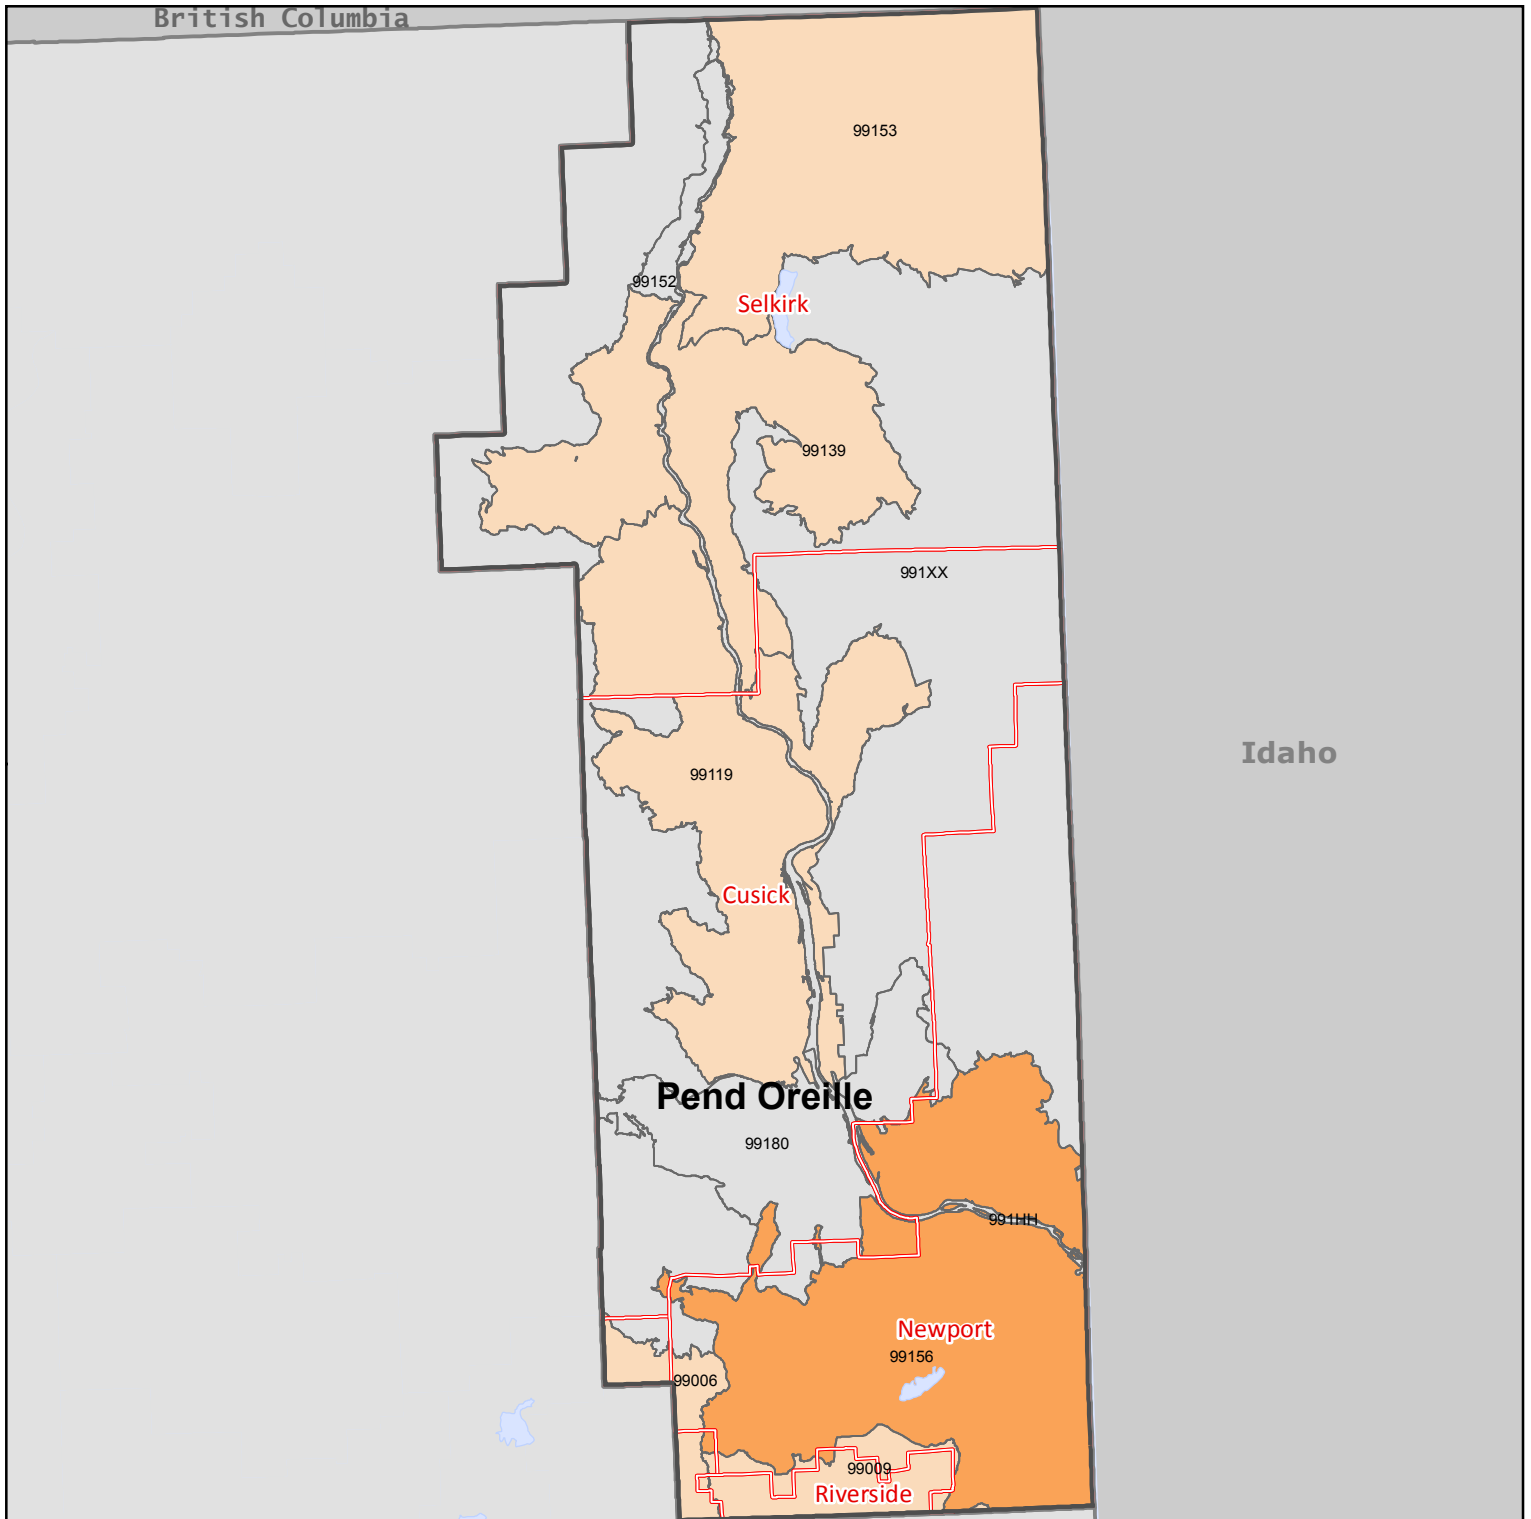 British Columbia
99153
99152
Selkirk
99139
991XX
Idaho
99119
Cusick
Pend Oreille
99180
991HH
Newport
99156
99006
99009
Riverside